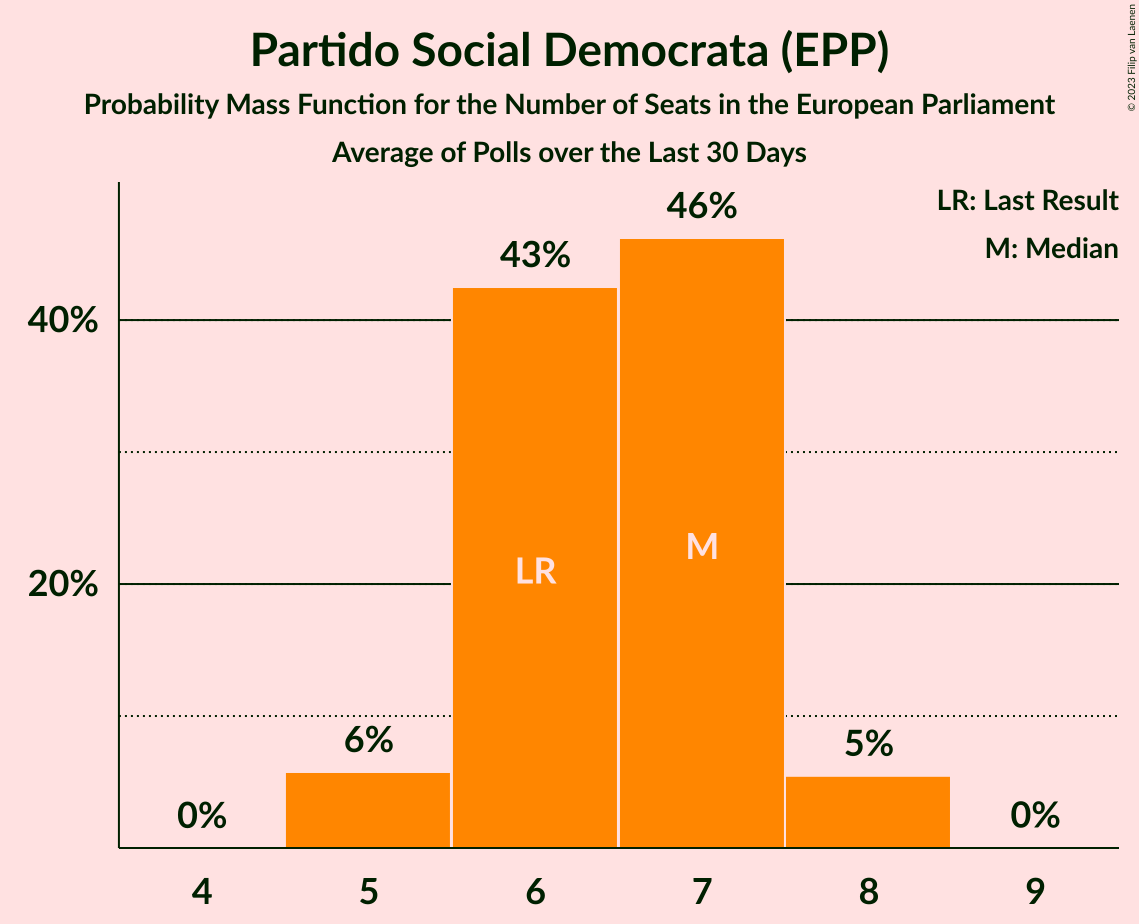 Partido Social Democrata (EPP)
Probability Mass Function for the Number of Seats in the European Parliament
Average of Polls over the Last 30 Days
© 2023 Filip van Laenen
LR: Last Result
M: Median
46%
43%
40%
M
LR
20%
6%
5%
0%
0%
4 5 6 7 8 9